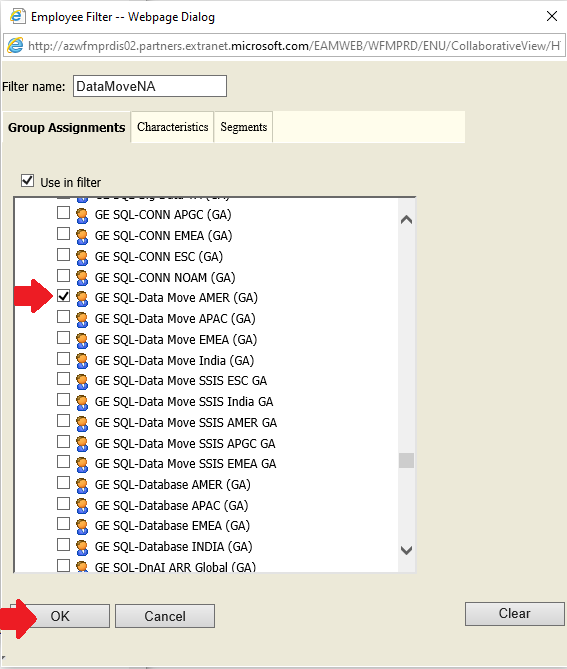 Employee Filter -- Webpage Dialog
http://azwfmprdis02.partners.extranet.microsoft.com/EAMWEB/WFMPRD/ENU/CollaborativeView/H
Filter name: DataMoveNA
Group Assignments Characteristics Segments
Use in filter
GE SQL-CONN APGC (GA)
GE SQL-CONN EMEA (GA)
GE SQL-CONN ESC (GA)
GE SQL-CONN NOAM (GA)
GE SQL-Data Move AMER (GA)
GE SQL-Data Move APAC (GA)
GE SQL-Data Move EMEA (GA)
GE SQL-Data Move India (GA)
GE SQL-Data Move SSIS ESC GA
GE SQL-Data Move SSIS India GA
GE SQL-Data Move SSIS AMER GA
GE SQL-Data Move SSIS APGC GA
GE SQL-Data Move SSIS EMEA GA
GE SQL-Database AMER (GA)
GE SQL-Database APAC (GA)
GE SQL-Database EMEA (GA)
GE SQL-Database INDIA (GA)
GE SQL-DnAI ARR Global (GA)
OK Cancel Clear